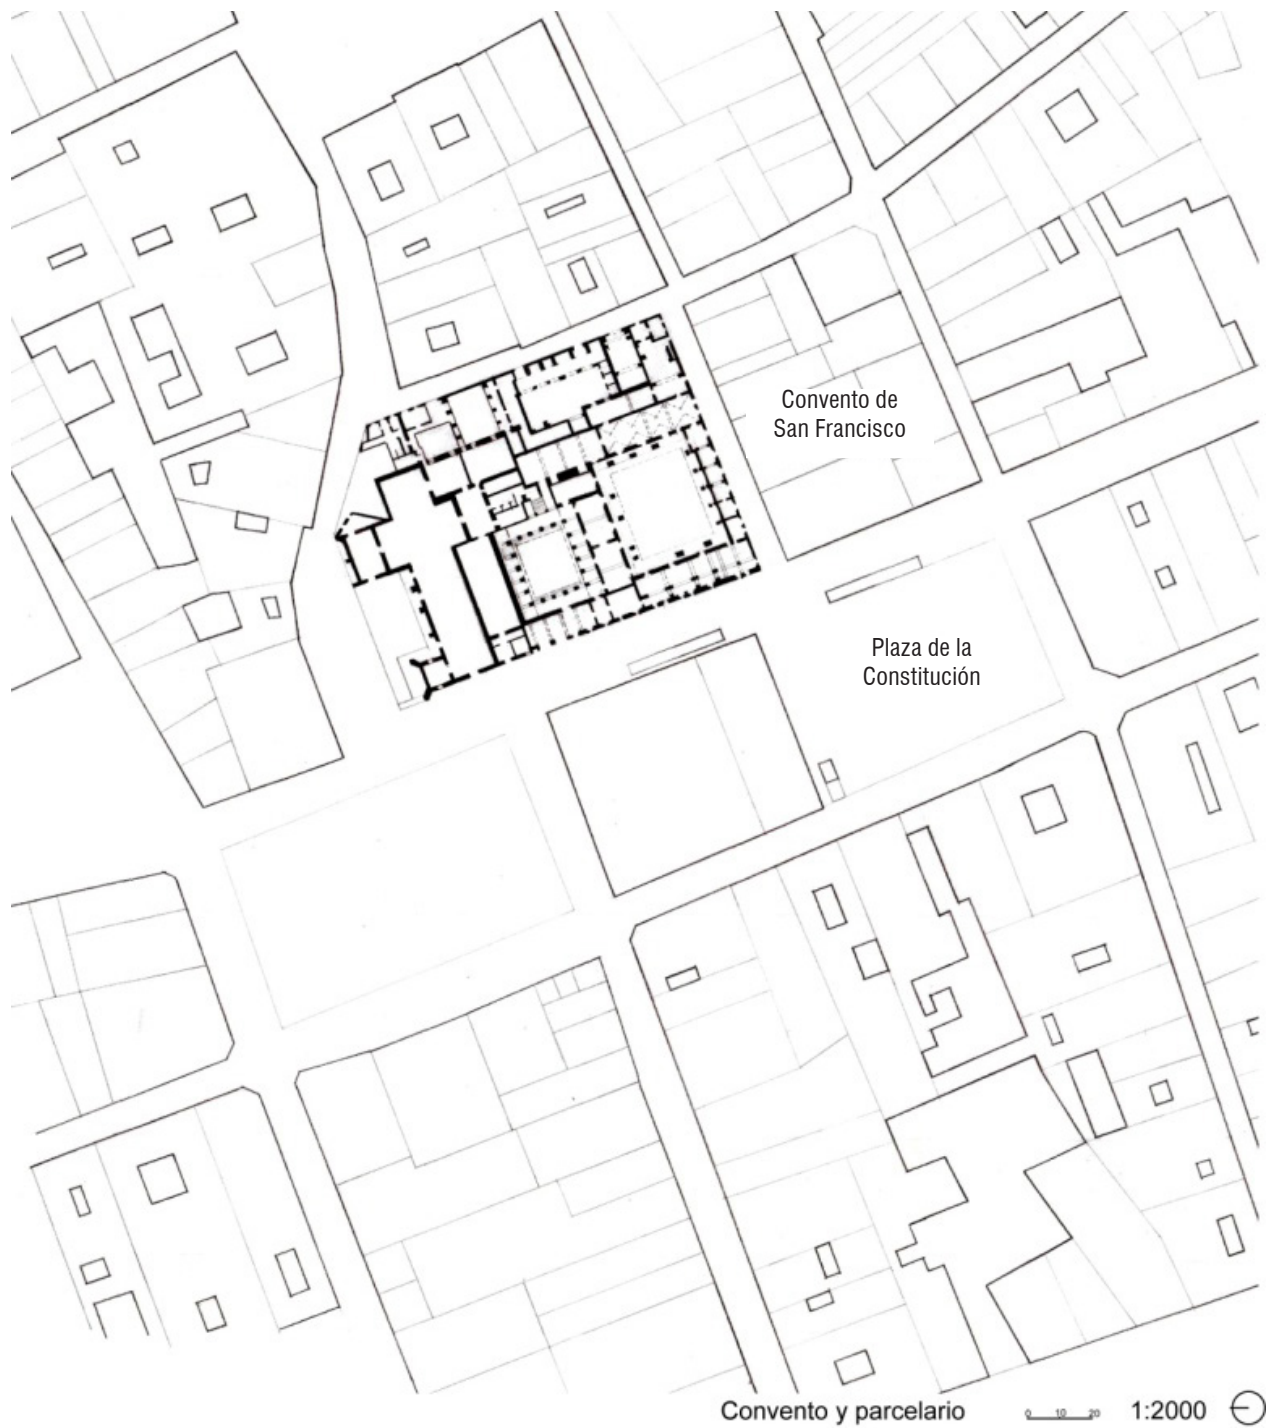 Convento de
San Francisco
Plaza de la
Constitución
Convento y parcelario
0 10 20
1:2000